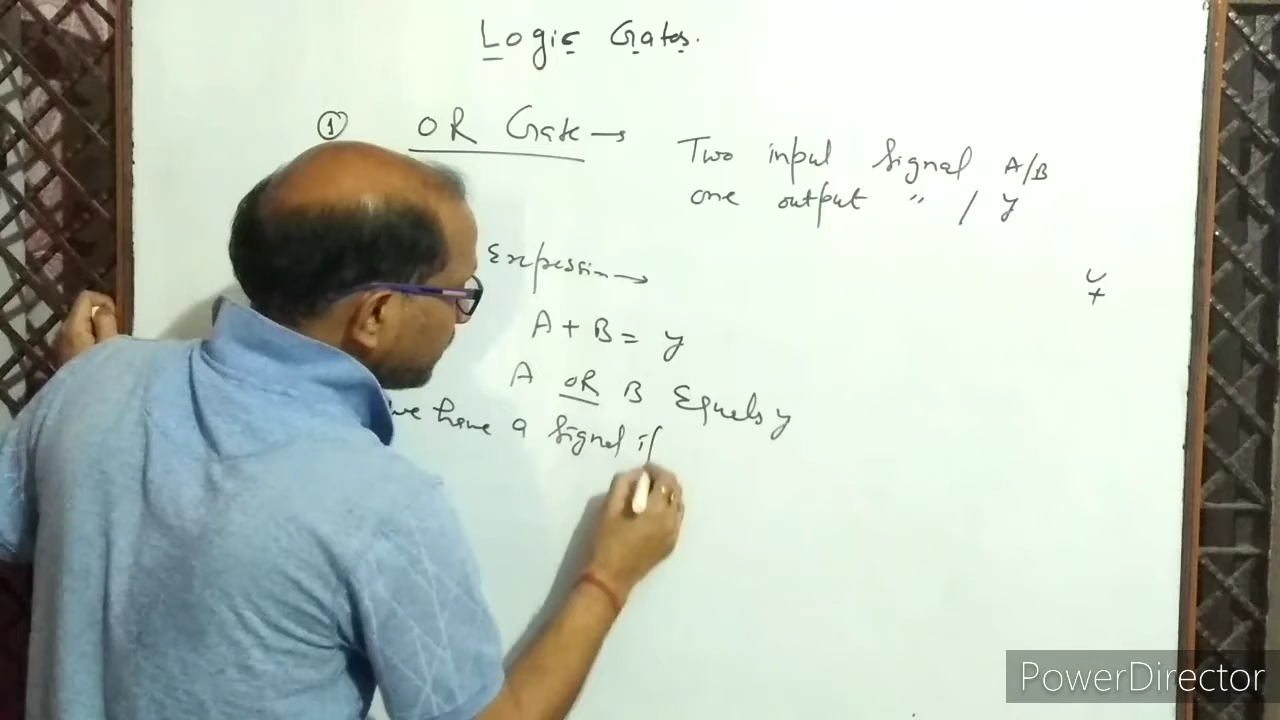 Logic Gates.
① OR Gate → Two input Signal A/B
one output " / y
Expression →
∪
+
A + B = y
A OR B Equals y
we have a Signal if
PowerDirector